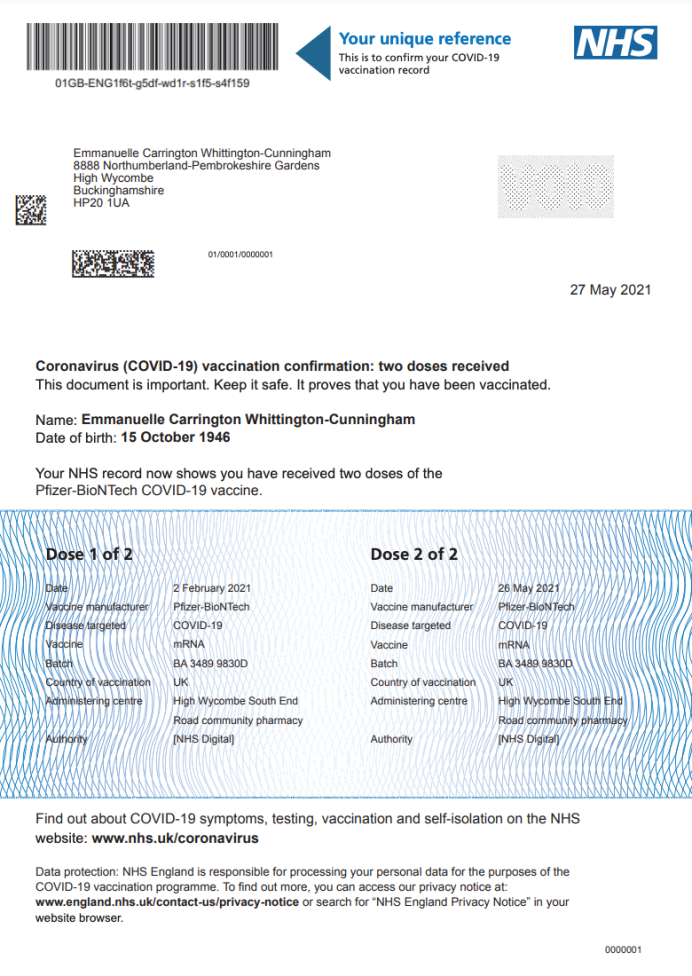 Your unique reference
This is to confirm your COVID-19
vaccination record
NHS
01GB-ENG1f6t-g5df-wd1r-s1f5-s4f159
Emmanuelle Carrington Whittington-Cunningham
8888 Northumberland-Pembrokeshire Gardens
High Wycombe
Buckinghamshire
HP20 1UA
VOID
01/0001/0000001
27 May 2021
Coronavirus (COVID-19) vaccination confirmation: two doses received
This document is important. Keep it safe. It proves that you have been vaccinated.
Name: Emmanuelle Carrington Whittington-Cunningham
Date of birth: 15 October 1946
Your NHS record now shows you have received two doses of the
Pfizer-BioNTech COVID-19 vaccine.
Dose 1 of 2
Date 2 February 2021
Vaccine manufacturer Pfizer-BioNTech
Disease targeted COVID-19
Vaccine mRNA
Batch BA 3489 9830D
Country of vaccination UK
Administering centre High Wycombe South End
Road community pharmacy
Authority [NHS Digital]
Dose 2 of 2
Date 26 May 2021
Vaccine manufacturer Pfizer-BioNTech
Disease targeted COVID-19
Vaccine mRNA
Batch BA 3489 9830D
Country of vaccination UK
Administering centre High Wycombe South End
Road community pharmacy
Authority [NHS Digital]
Find out about COVID-19 symptoms, testing, vaccination and self-isolation on the NHS
website: www.nhs.uk/coronavirus
Data protection: NHS England is responsible for processing your personal data for the purposes of the
COVID-19 vaccination programme. To find out more, you can access our privacy notice at:
www.england.nhs.uk/contact-us/privacy-notice or search for “NHS England Privacy Notice” in your
website browser.
0000001